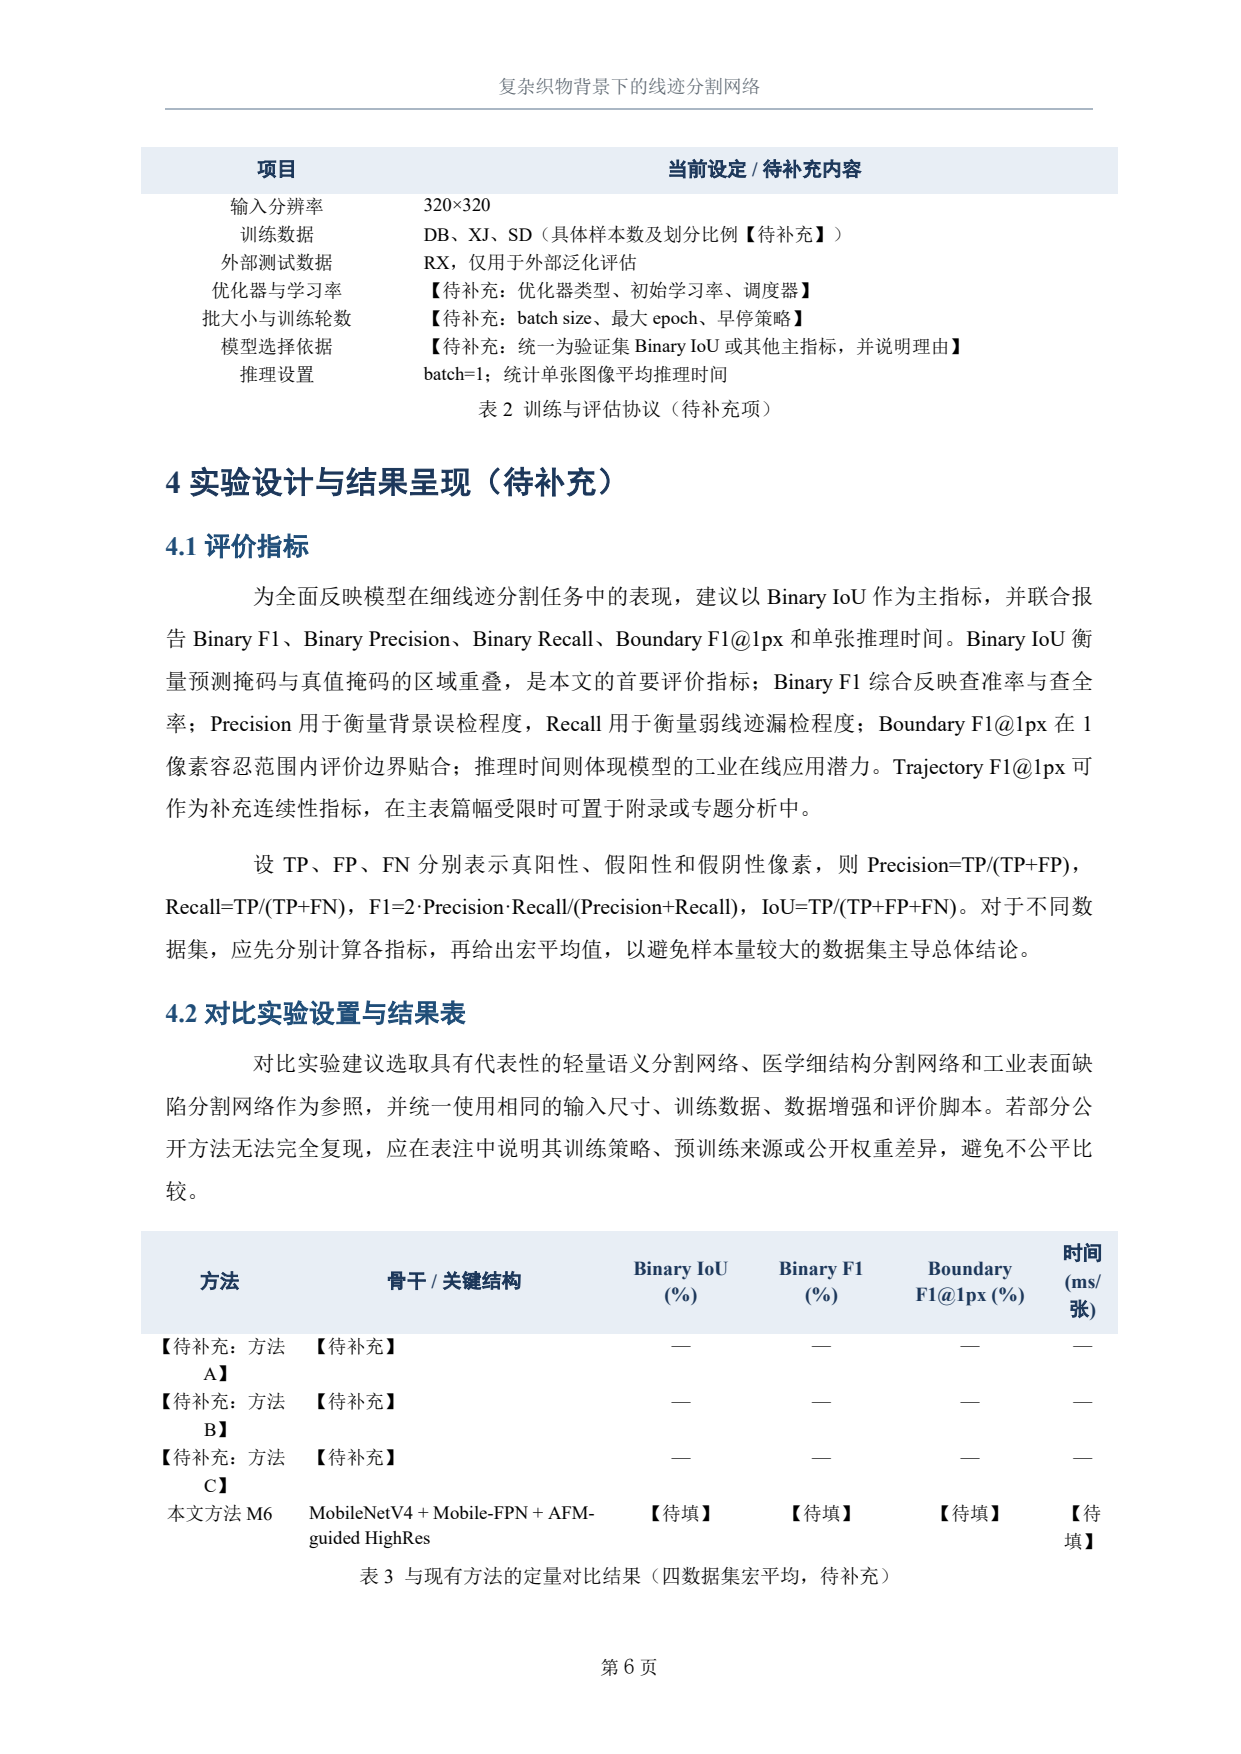 复杂织物背景下的线迹分割网络
项目 当前设定 / 待补充内容
输入分辨率 320×320
训练数据 DB、XJ、SD（具体样本数及划分比例【待补充】）
外部测试数据 RX，仅用于外部泛化评估
优化器与学习率 【待补充：优化器类型、初始学习率、调度器】
批大小与训练轮数 【待补充：batch size、最大 epoch、早停策略】
模型选择依据 【待补充：统一为验证集 Binary IoU 或其他主指标，并说明理由】
推理设置 batch=1；统计单张图像平均推理时间
表 2 训练与评估协议（待补充项）
4 实验设计与结果呈现（待补充）
4.1 评价指标
为全面反映模型在细线迹分割任务中的表现，建议以 Binary IoU 作为主指标，并联合报
告 Binary F1、Binary Precision、Binary Recall、Boundary F1@1px 和单张推理时间。Binary IoU 衡
量预测掩码与真值掩码的区域重叠，是本文的首要评价指标；Binary F1 综合反映查准率与查全
率；Precision 用于衡量背景误检程度，Recall 用于衡量弱线迹漏检程度；Boundary F1@1px 在 1
像素容忍范围内评价边界贴合；推理时间则体现模型的工业在线应用潜力。Trajectory F1@1px 可
作为补充连续性指标，在主表篇幅受限时可置于附录或专题分析中。
设 TP、FP、FN 分别表示真阳性、假阳性和假阴性像素，则 Precision=TP/(TP+FP)，
Recall=TP/(TP+FN)，F1=2·Precision·Recall/(Precision+Recall)，IoU=TP/(TP+FP+FN)。对于不同数
据集，应先分别计算各指标，再给出宏平均值，以避免样本量较大的数据集主导总体结论。
4.2 对比实验设置与结果表
对比实验建议选取具有代表性的轻量语义分割网络、医学细结构分割网络和工业表面缺
陷分割网络作为参照，并统一使用相同的输入尺寸、训练数据、数据增强和评价脚本。若部分公
开方法无法完全复现，应在表注中说明其训练策略、预训练来源或公开权重差异，避免不公平比
较。
方法 骨干 / 关键结构 Binary IoU (%) Binary F1 (%) Boundary F1@1px (%) 时间 (ms/张)
【待补充：方法 A】 【待补充】 — — — —
【待补充：方法 B】 【待补充】 — — — —
【待补充：方法 C】 【待补充】 — — — —
本文方法 M6 MobileNetV4 + Mobile-FPN + AFM- 【待填】 【待填】 【待填】 【待
guided HighRes 填】
表 3 与现有方法的定量对比结果（四数据集宏平均，待补充）
第 6 页